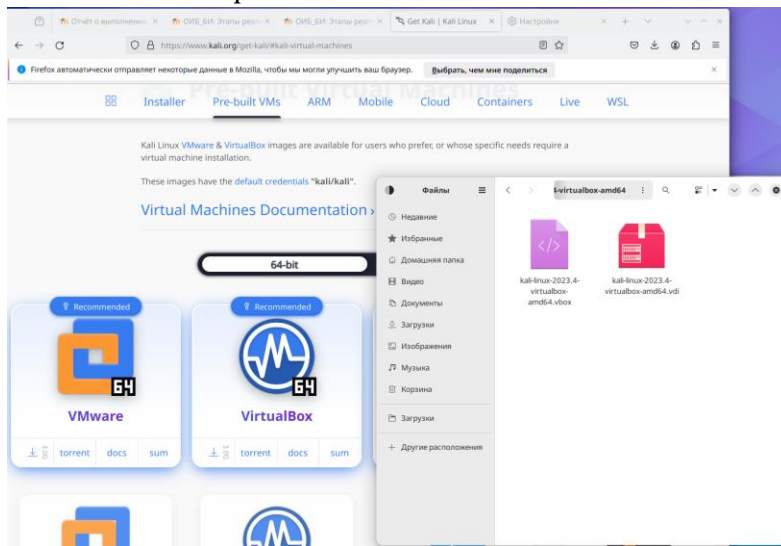 Отчёт о выполнении
ОИБ_БИ: Этапы реал
ОИБ_БИ: Этапы реал
Get Kali | Kali Linux
Настройки
https://www.kali.org/get-kali/#kali-virtual-machines
Firefox автоматически отправляет некоторые данные в Mozilla, чтобы мы могли улучшить ваш браузер.
Выбрать, чем мне поделиться
Pre-built Virtual Machines
Installer
Pre-built VMs
ARM
Mobile
Cloud
Containers
Live
WSL
Kali Linux VMware & VirtualBox images are available for users who prefer, or whose specific needs require a
virtual machine installation.
These images have the default credentials "kali/kali".
Virtual Machines Documentation ›
64-bit
Recommended
64
VMware
torrent docs sum
Recommended
64
VirtualBox
torrent docs sum
Файлы
Недавние
Избранные
Домашняя папка
Видео
Документы
Загрузки
Изображения
Музыка
Корзина
Загрузки
Другие расположения
-virtualbox-amd64
kali-linux-2023.4-
virtualbox-
amd64.vbox
kali-linux-2023.4-
virtualbox-amd64.vdi